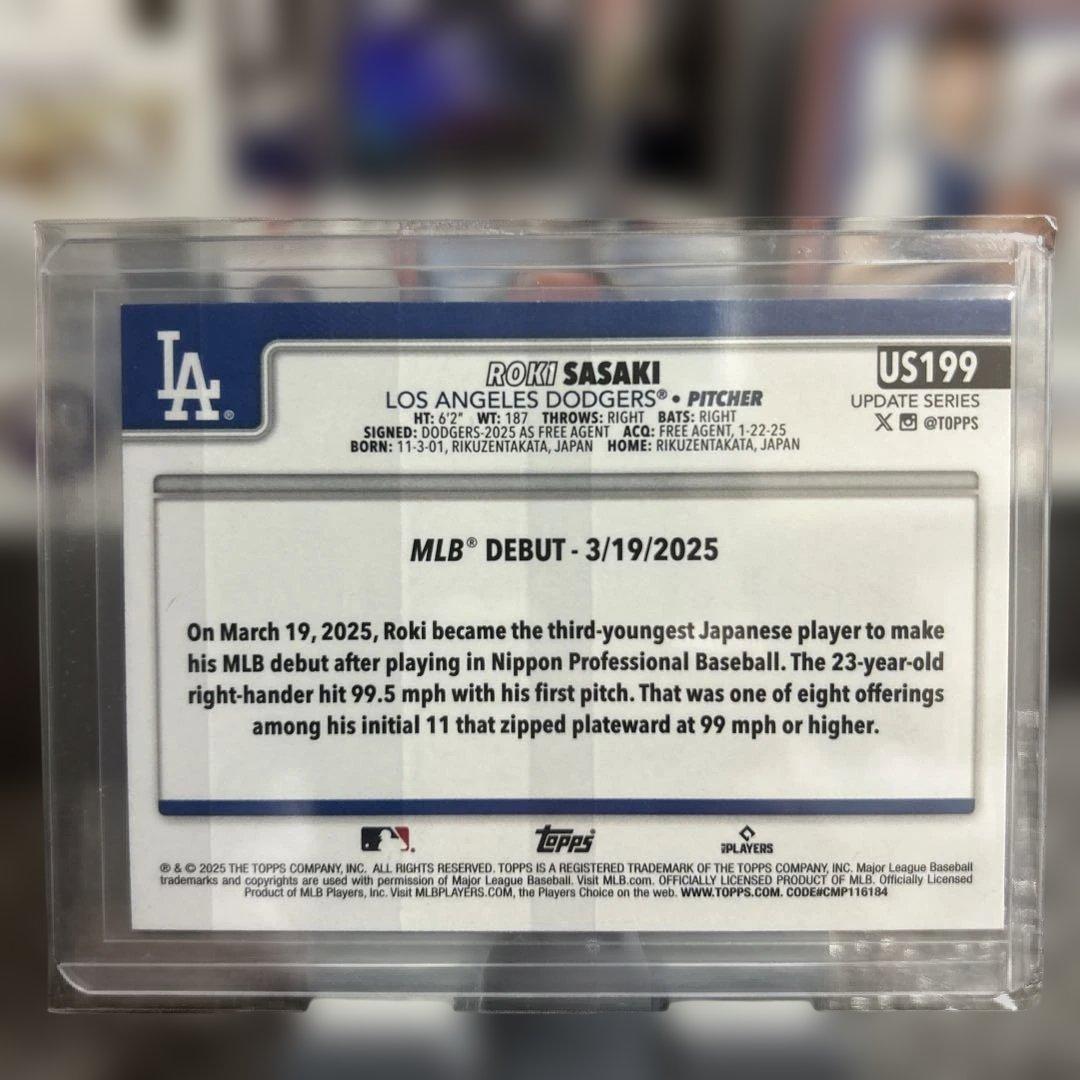 LA®
ROKI SASAKI
US199
LOS ANGELES DODGERS® • PITCHER
UPDATE SERIES
HT: 6'2" WT: 187 THROWS: RIGHT BATS: RIGHT
@TOPPS
SIGNED: DODGERS-2025 AS FREE AGENT ACQ: FREE AGENT, 1-22-25
BORN: 11-3-01, RIKUZENTAKATA, JAPAN HOME: RIKUZENTAKATA, JAPAN
MLB® DEBUT - 3/19/2025
On March 19, 2025, Roki became the third-youngest Japanese player to make
his MLB debut after playing in Nippon Professional Baseball. The 23-year-old
right-hander hit 99.5 mph with his first pitch. That was one of eight offerings
among his initial 11 that zipped plateward at 99 mph or higher.
topps
MLBPLAYERS
® & © 2025 THE TOPPS COMPANY, INC. ALL RIGHTS RESERVED. TOPPS IS A REGISTERED TRADEMARK OF THE TOPPS COMPANY, INC. Major League Baseball
trademarks and copyrights are used with permission of Major League Baseball. Visit MLB.com. OFFICIALLY LICENSED PRODUCT OF MLB. Officially Licensed
Product of MLB Players, Inc. Visit MLBPLAYERS.COM, the Players Choice on the web. WWW.TOPPS.COM. CODE#CMP116184